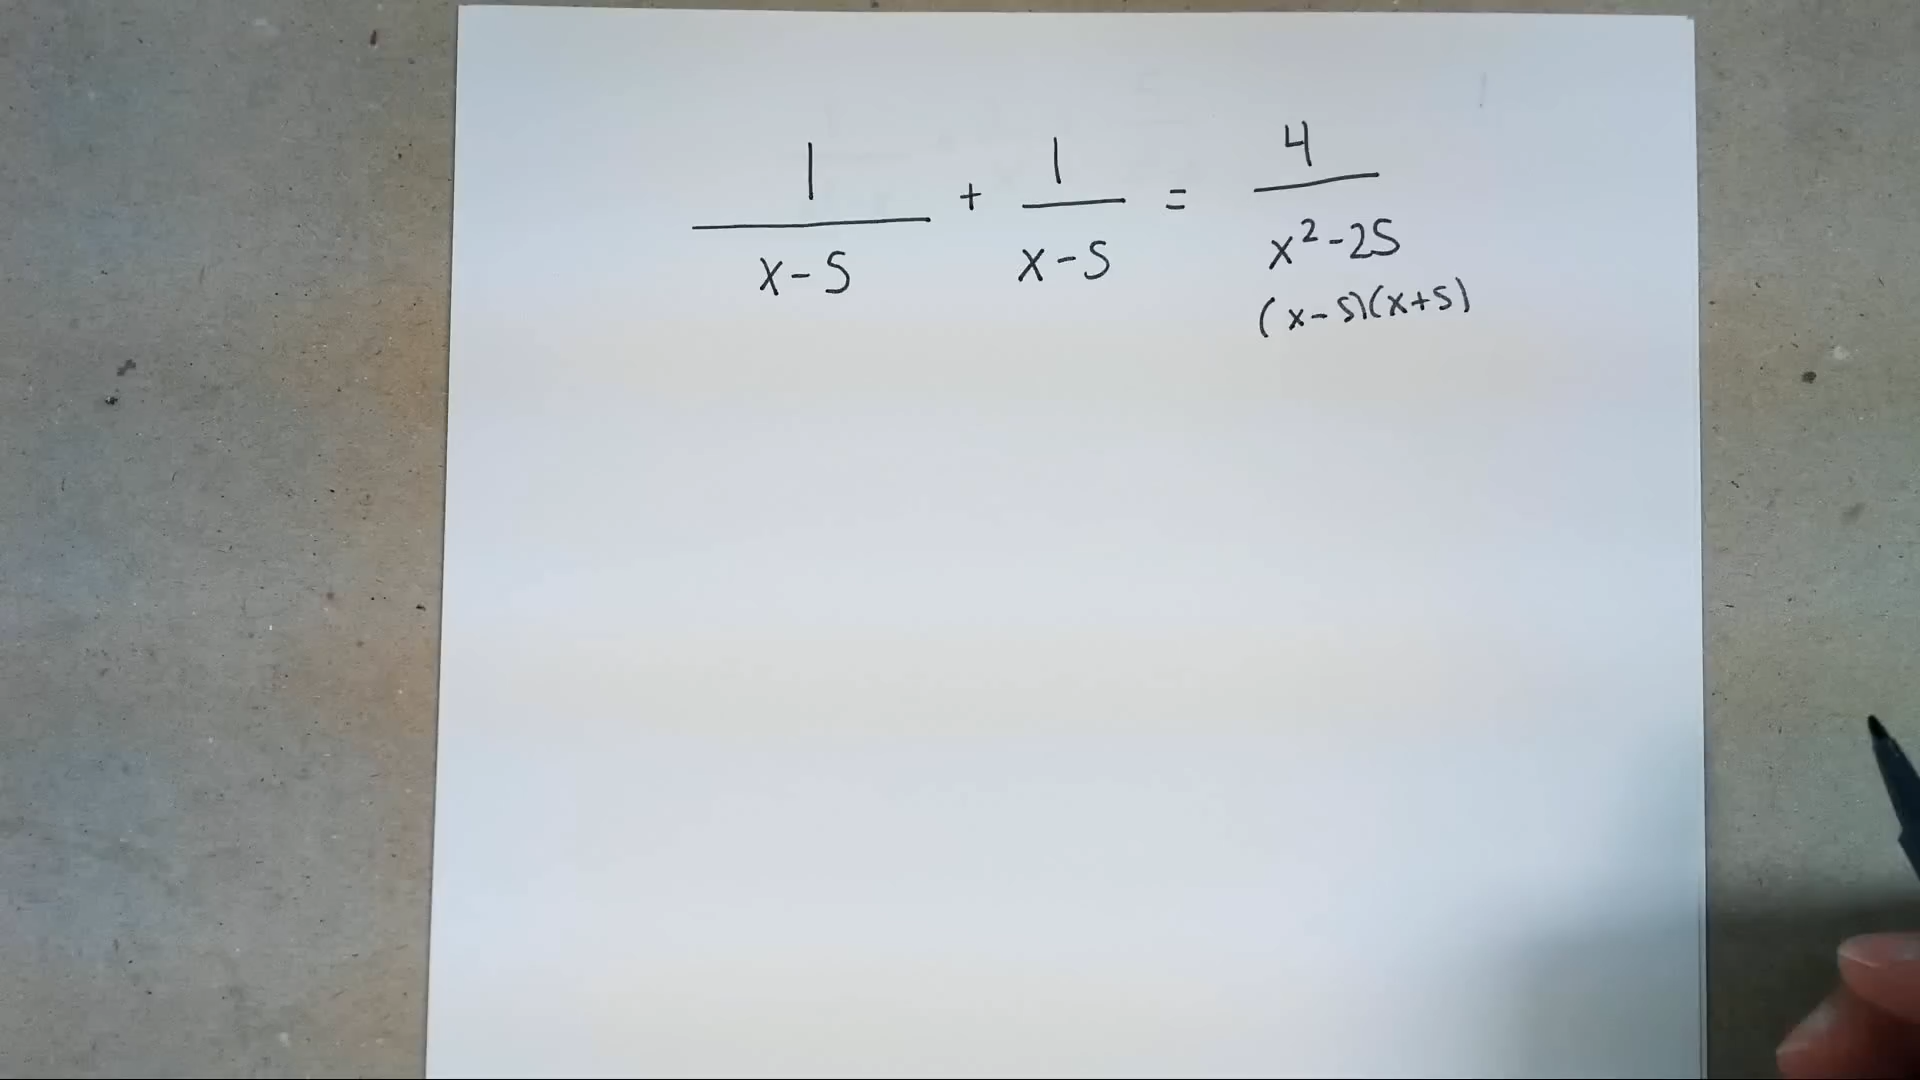 1/(x-5) + 1/(x-5) = 4/(x²-25)
(x-5)(x+5)